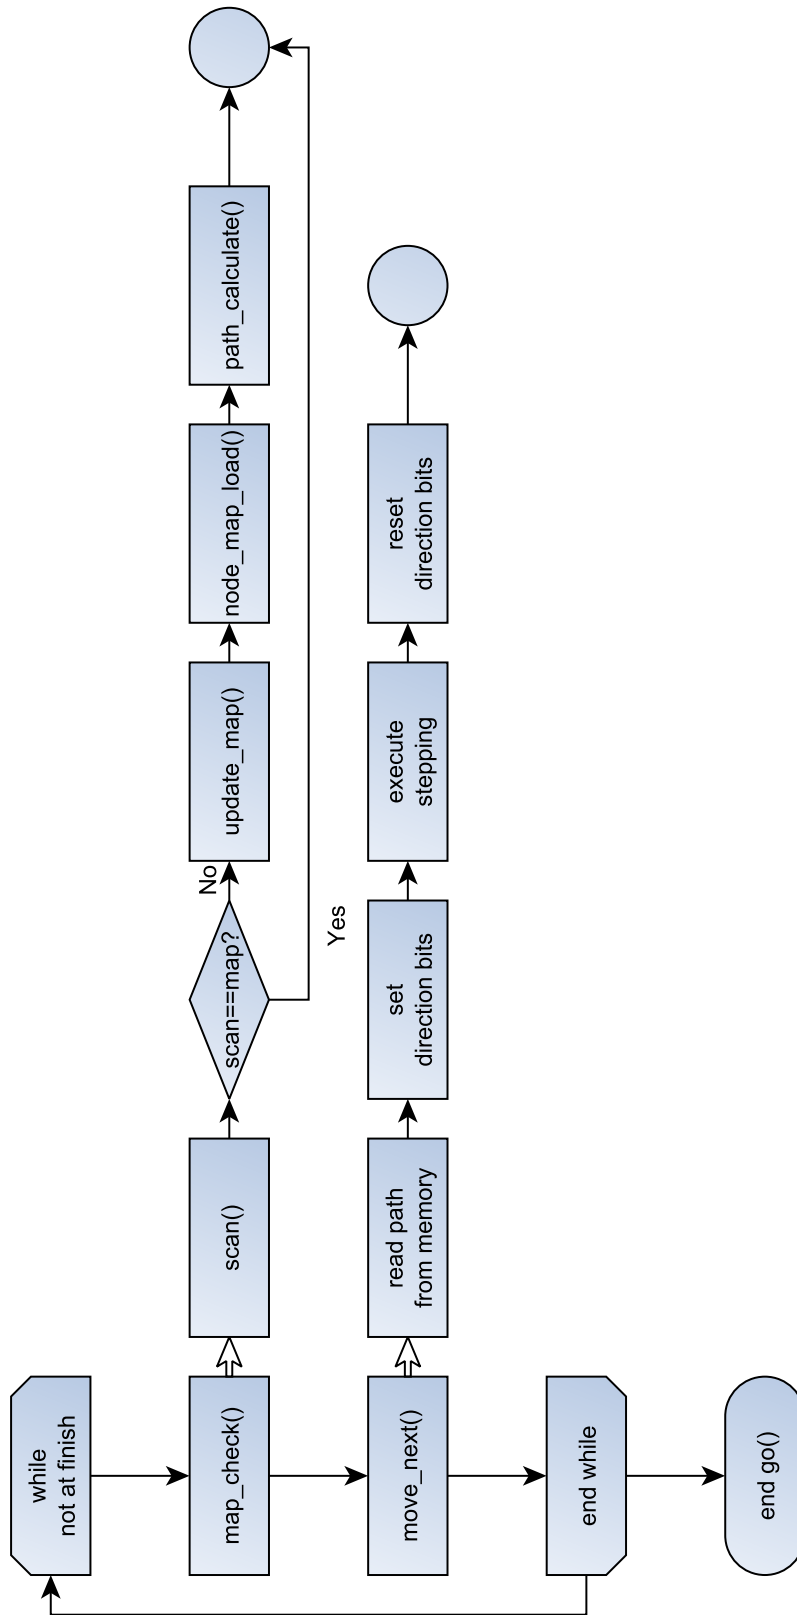 while
not at finish
map_check()
scan()
scan==map?
No
Yes
update_map()
node_map_load()
path_calculate()
move_next()
read path
from memory
set
direction bits
execute
stepping
reset
direction bits
end while
end go()